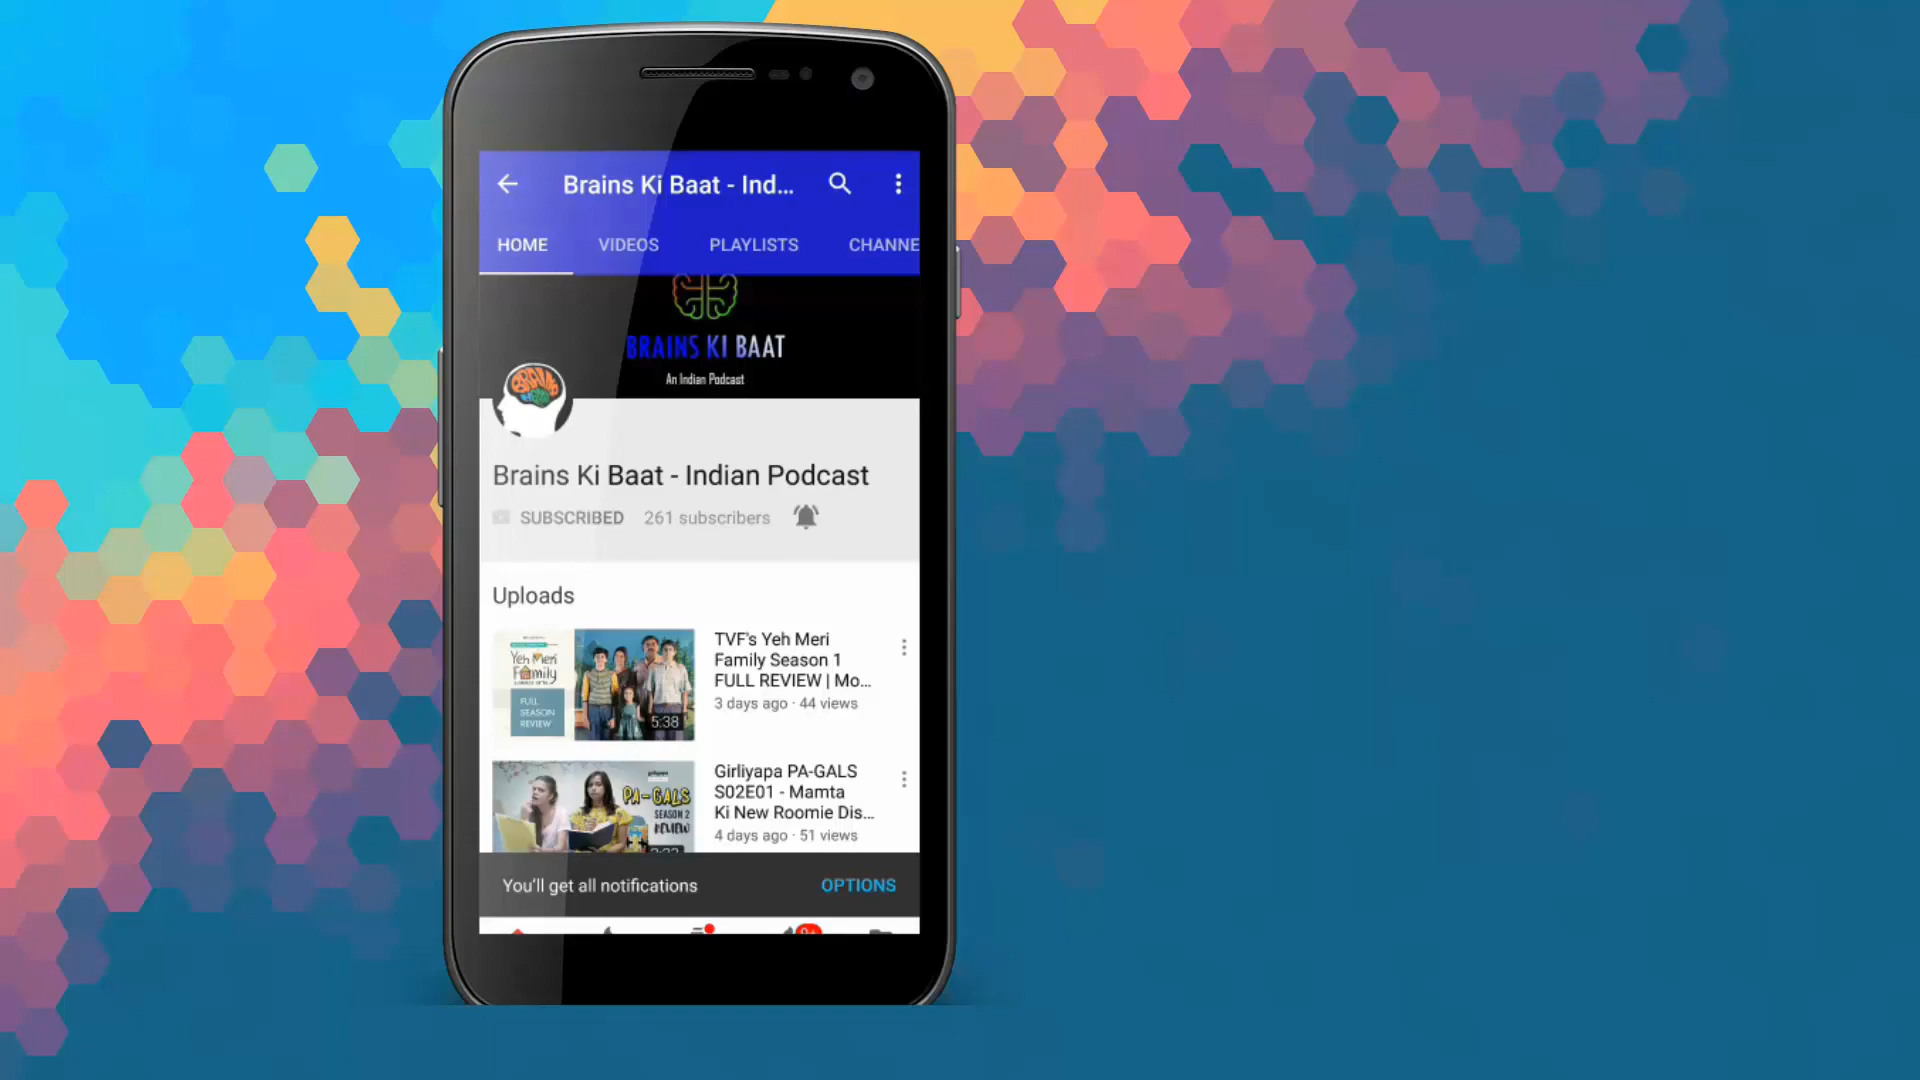 Brains Ki Baat - Ind...
HOME VIDEOS PLAYLISTS CHANNE
BRAINS KI BAAT
An Indian Podcast
BRAIN
Brains Ki Baat - Indian Podcast
SUBSCRIBED 261 subscribers
Uploads
Yeh Meri
Family
FULL
SEASON
REVIEW
5:38
TVF's Yeh Meri
Family Season 1
FULL REVIEW | Mo...
3 days ago · 44 views
girliyapa
PA-GALS
SEASON 2
REVIEW
Girliyapa PA-GALS
S02E01 - Mamta
Ki New Roomie Dis...
4 days ago · 51 views
You'll get all notifications OPTIONS
9+